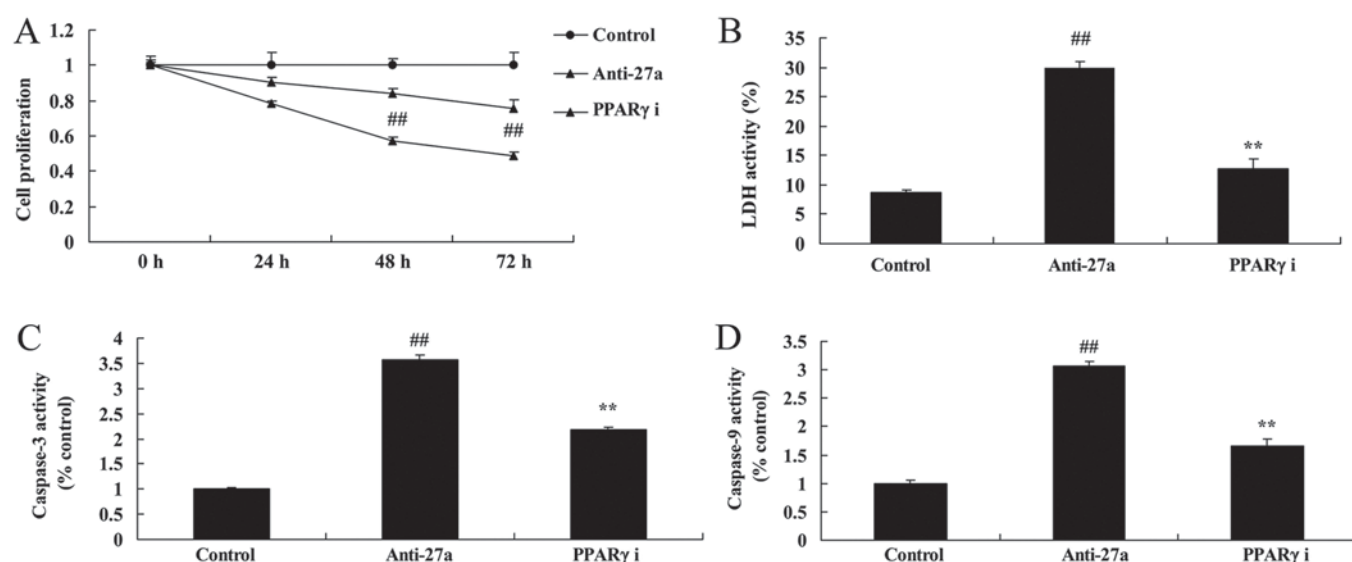 A
Cell proliferation
1.2
1
0.8
0.6
0.4
0.2
0
0 h
24 h
48 h
72 h
##
##
Control
Anti-27a
PPARγ i
B
LDH activity (%)
35
30
25
20
15
10
5
0
##
**
Control
Anti-27a
PPARγ i
C
Caspase-3 activity
(% control)
4
3.5
3
2.5
2
1.5
1
0.5
0
##
**
Control
Anti-27a
PPARγ i
D
Caspase-9 activity
(% control)
3.5
3
2.5
2
1.5
1
0.5
0
##
**
Control
Anti-27a
PPARγ i